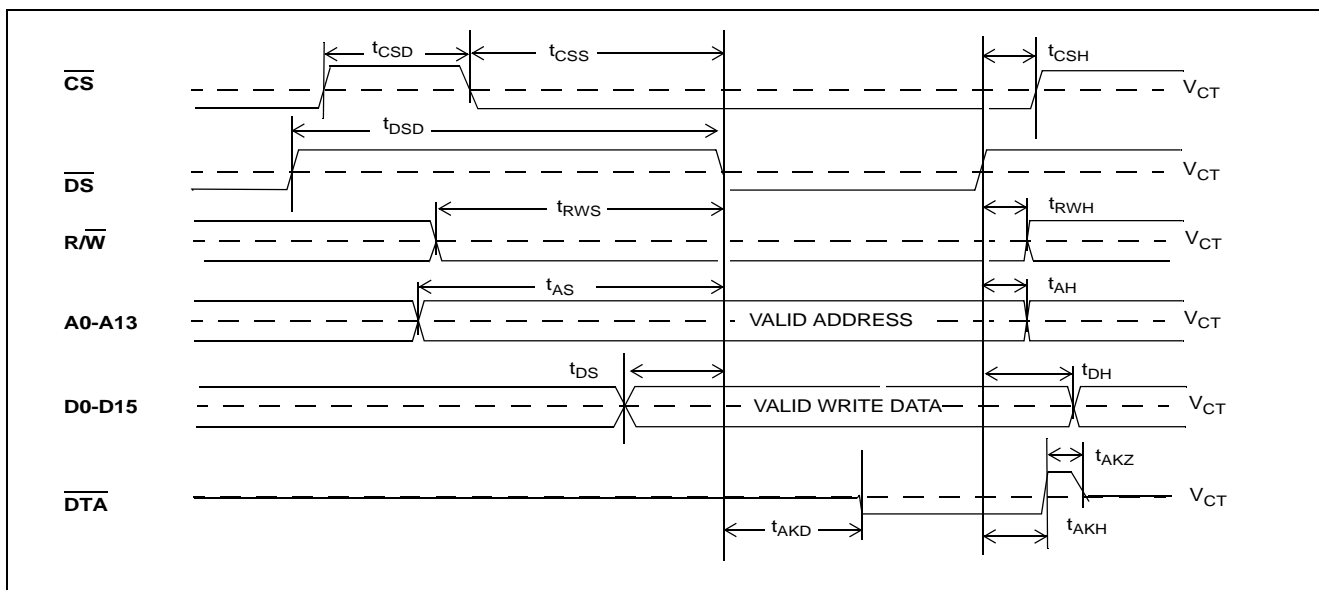 tCSD
tCSS
tCSH
CS
VCT
tDSD
DS
VCT
tRWS
tRWH
R/W
VCT
tAS
tAH
A0-A13
VALID ADDRESS
VCT
tDS
tDH
D0-D15
VALID WRITE DATA
VCT
tAKZ
DTA
VCT
tAKD
tAKH